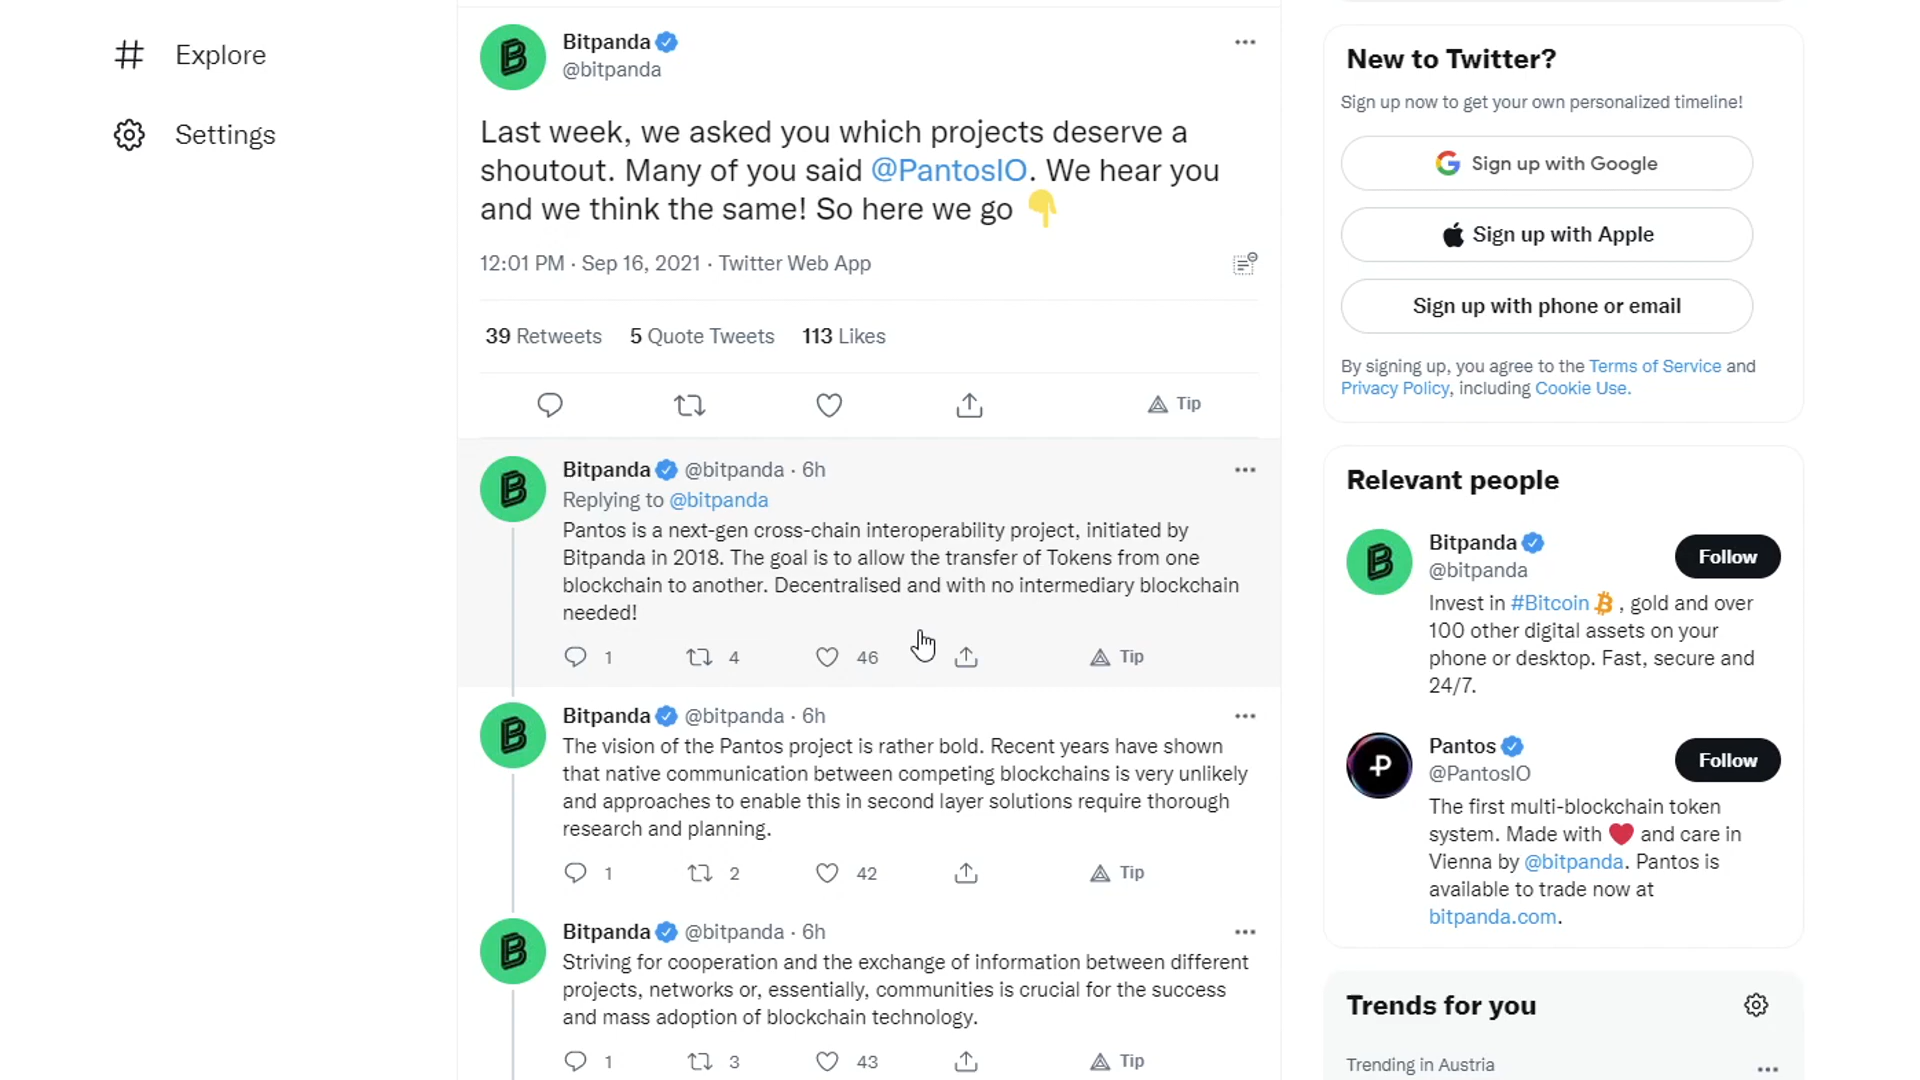 Explore
Settings
Bitpanda
@bitpanda
Last week, we asked you which projects deserve a
shoutout. Many of you said @PantosIO. We hear you
and we think the same! So here we go 👇
12:01 PM · Sep 16, 2021 · Twitter Web App
39 Retweets 5 Quote Tweets 113 Likes
Tip
Bitpanda @bitpanda · 6h
Replying to @bitpanda
Pantos is a next-gen cross-chain interoperability project, initiated by
Bitpanda in 2018. The goal is to allow the transfer of Tokens from one
blockchain to another. Decentralised and with no intermediary blockchain
needed!
1 4 46 Tip
Bitpanda @bitpanda · 6h
The vision of the Pantos project is rather bold. Recent years have shown
that native communication between competing blockchains is very unlikely
and approaches to enable this in second layer solutions require thorough
research and planning.
1 2 42 Tip
Bitpanda @bitpanda · 6h
Striving for cooperation and the exchange of information between different
projects, networks or, essentially, communities is crucial for the success
and mass adoption of blockchain technology.
1 3 43 Tip
New to Twitter?
Sign up now to get your own personalized timeline!
Sign up with Google
Sign up with Apple
Sign up with phone or email
By signing up, you agree to the Terms of Service and
Privacy Policy, including Cookie Use.
Relevant people
Bitpanda
@bitpanda
Follow
Invest in #Bitcoin , gold and over
100 other digital assets on your
phone or desktop. Fast, secure and
24/7.
Pantos
@PantosIO
Follow
The first multi-blockchain token
system. Made with ❤️ and care in
Vienna by @bitpanda. Pantos is
available to trade now at
bitpanda.com.
Trends for you
Trending in Austria